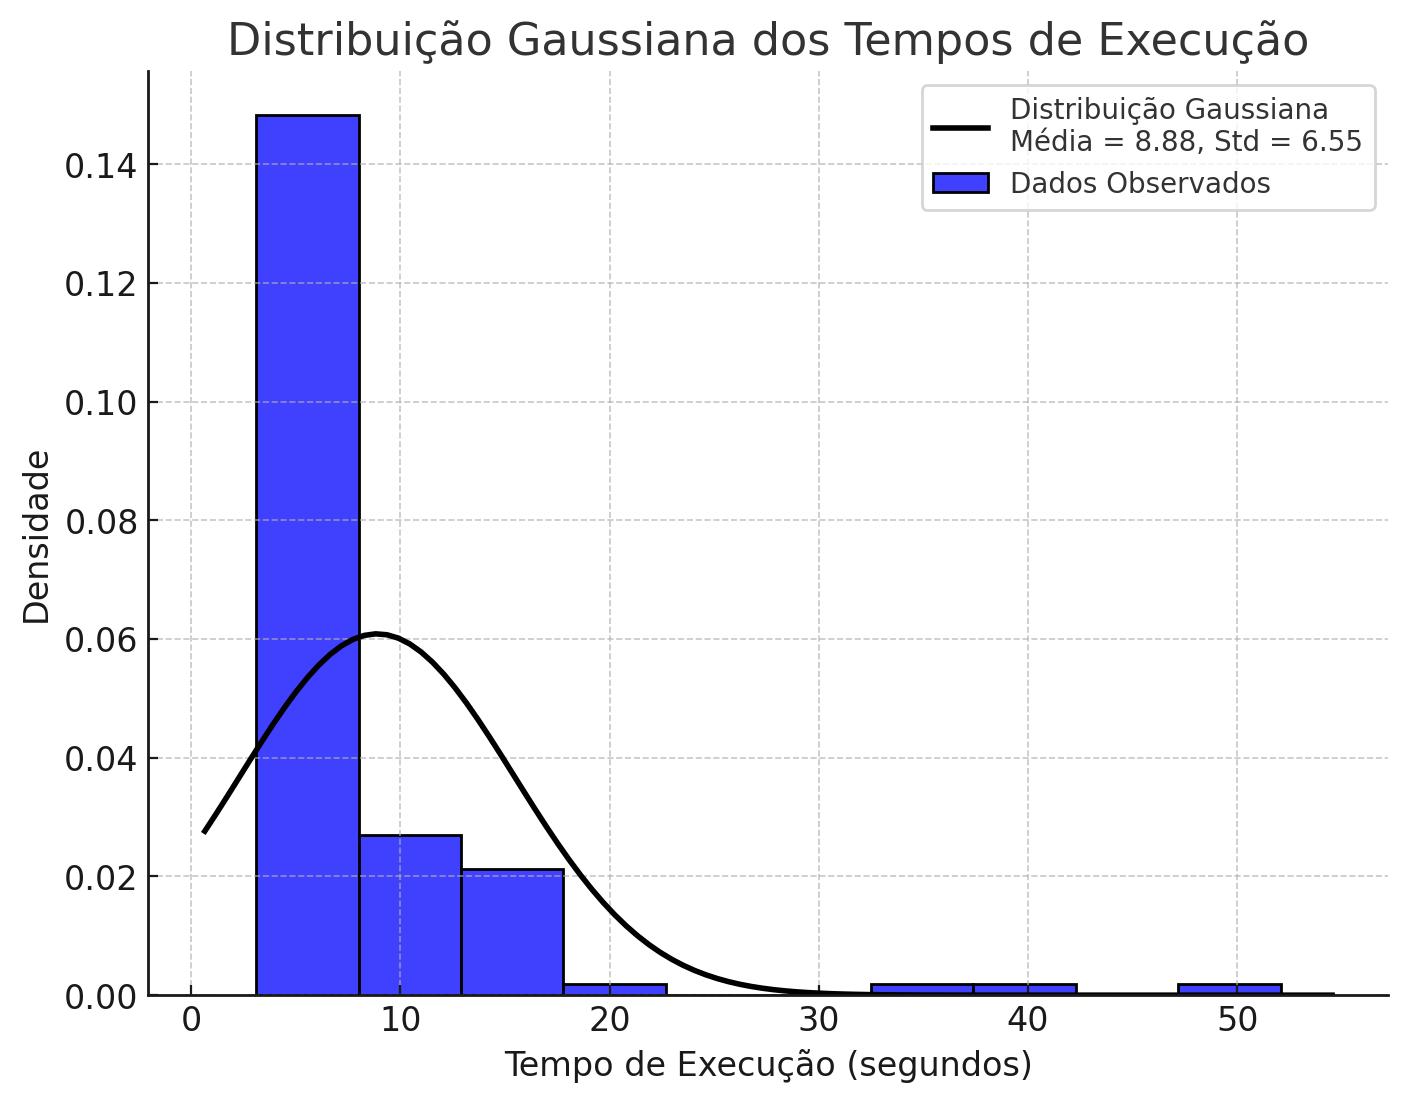 Distribuição Gaussiana dos Tempos de Execução
Distribuição Gaussiana
Média = 8.88, Std = 6.55
Dados Observados
Densidade
0.14
0.12
0.10
0.08
0.06
0.04
0.02
0.00
0 10 20 30 40 50
Tempo de Execução (segundos)